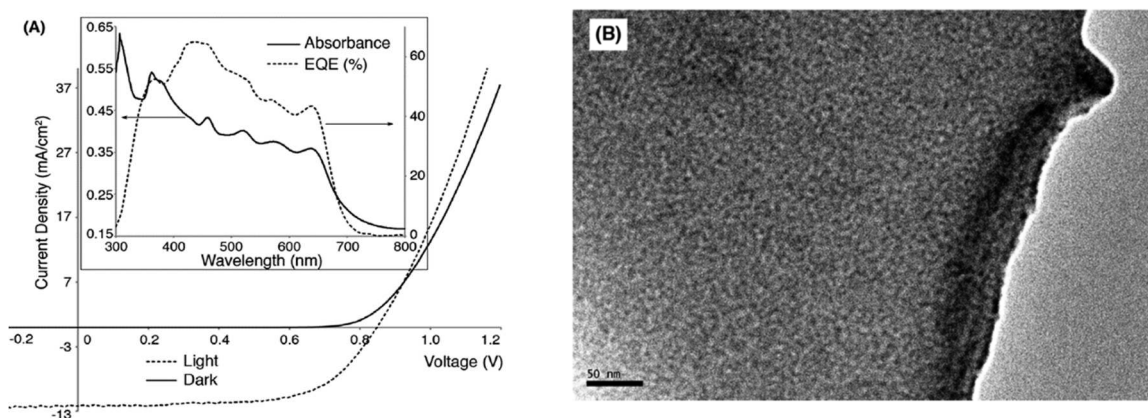 (A)
0.65
0.55
0.45
0.35
0.25
0.15
Absorbance
EQE (%)
60
40
20
0
300 400 500 600 700 800
Wavelength (nm)
Current Density (mA/cm²)
37
27
17
7
-3
-13
-0.2 0 0.2 0.4 0.6 0.8 1.0 1.2
Voltage (V)
Light
Dark
(B)
50 nm